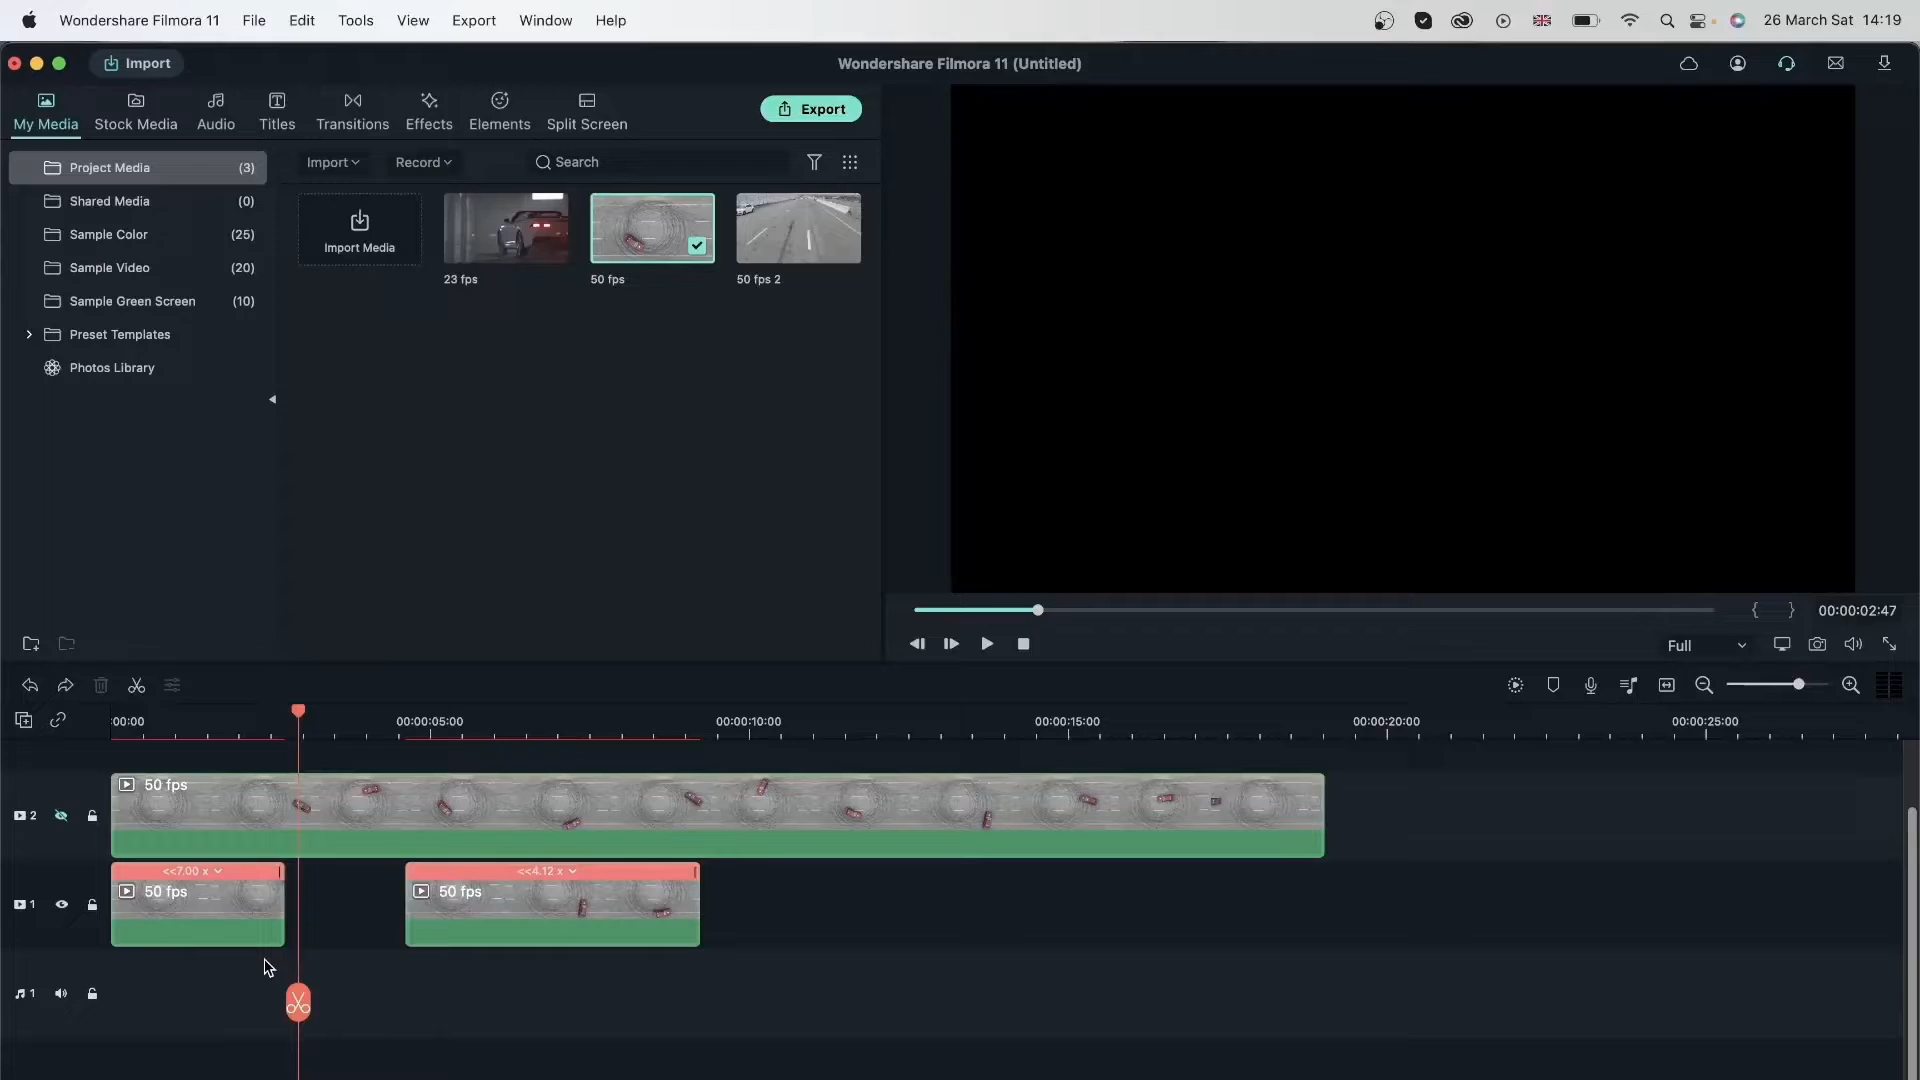 Wondershare Filmora 11 File Edit Tools View Export Window Help 26 March Sat 14:19
Import Wondershare Filmora 11 (Untitled)
My Media Stock Media Audio Titles Transitions Effects Elements Split Screen Export
Project Media (3)
Shared Media (0)
Sample Color (25)
Sample Video (20)
Sample Green Screen (10)
Preset Templates
Photos Library
Import Record Search
Import Media
23 fps 50 fps 50 fps 2
{ } 00:00:02:47
Full
:00:00 00:00:05:00 00:00:10:00 00:00:15:00 00:00:20:00 00:00:25:00
2 50 fps
<<7.00 x <<4.12 x
1 50 fps 50 fps
1